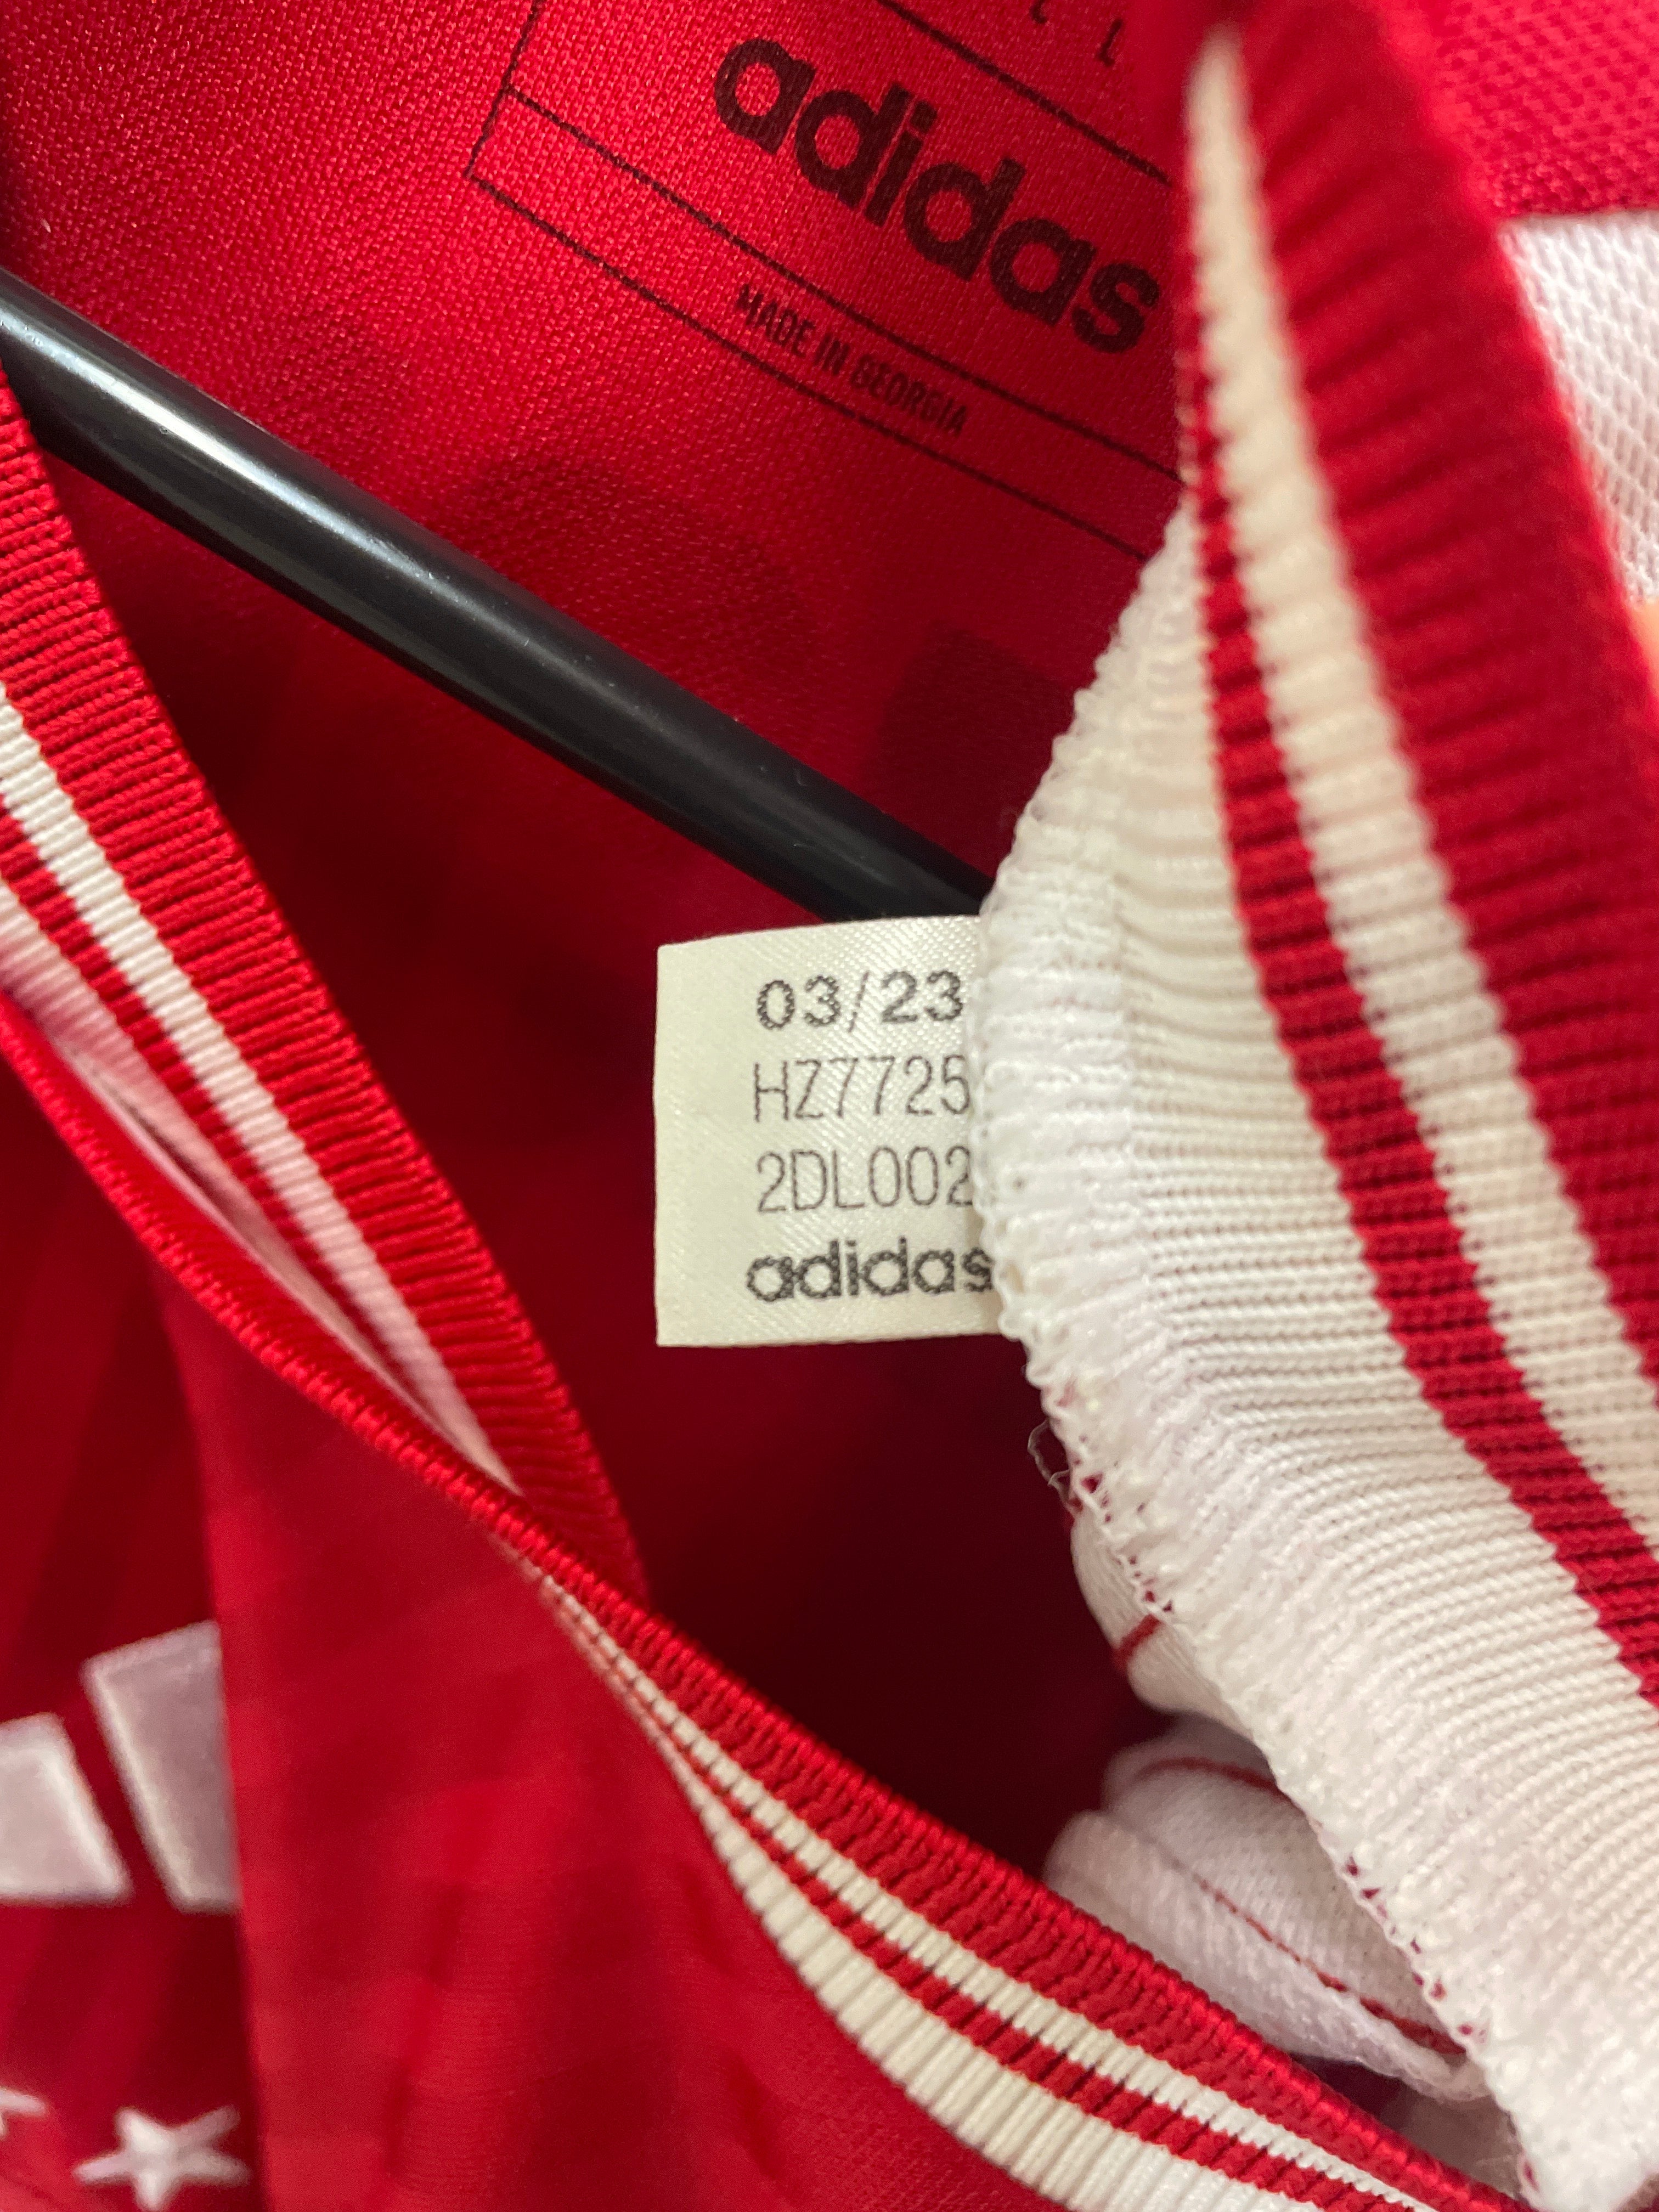 adidas
MADE IN GEORGIA
03/23
HZ7725
2DL002
adidas